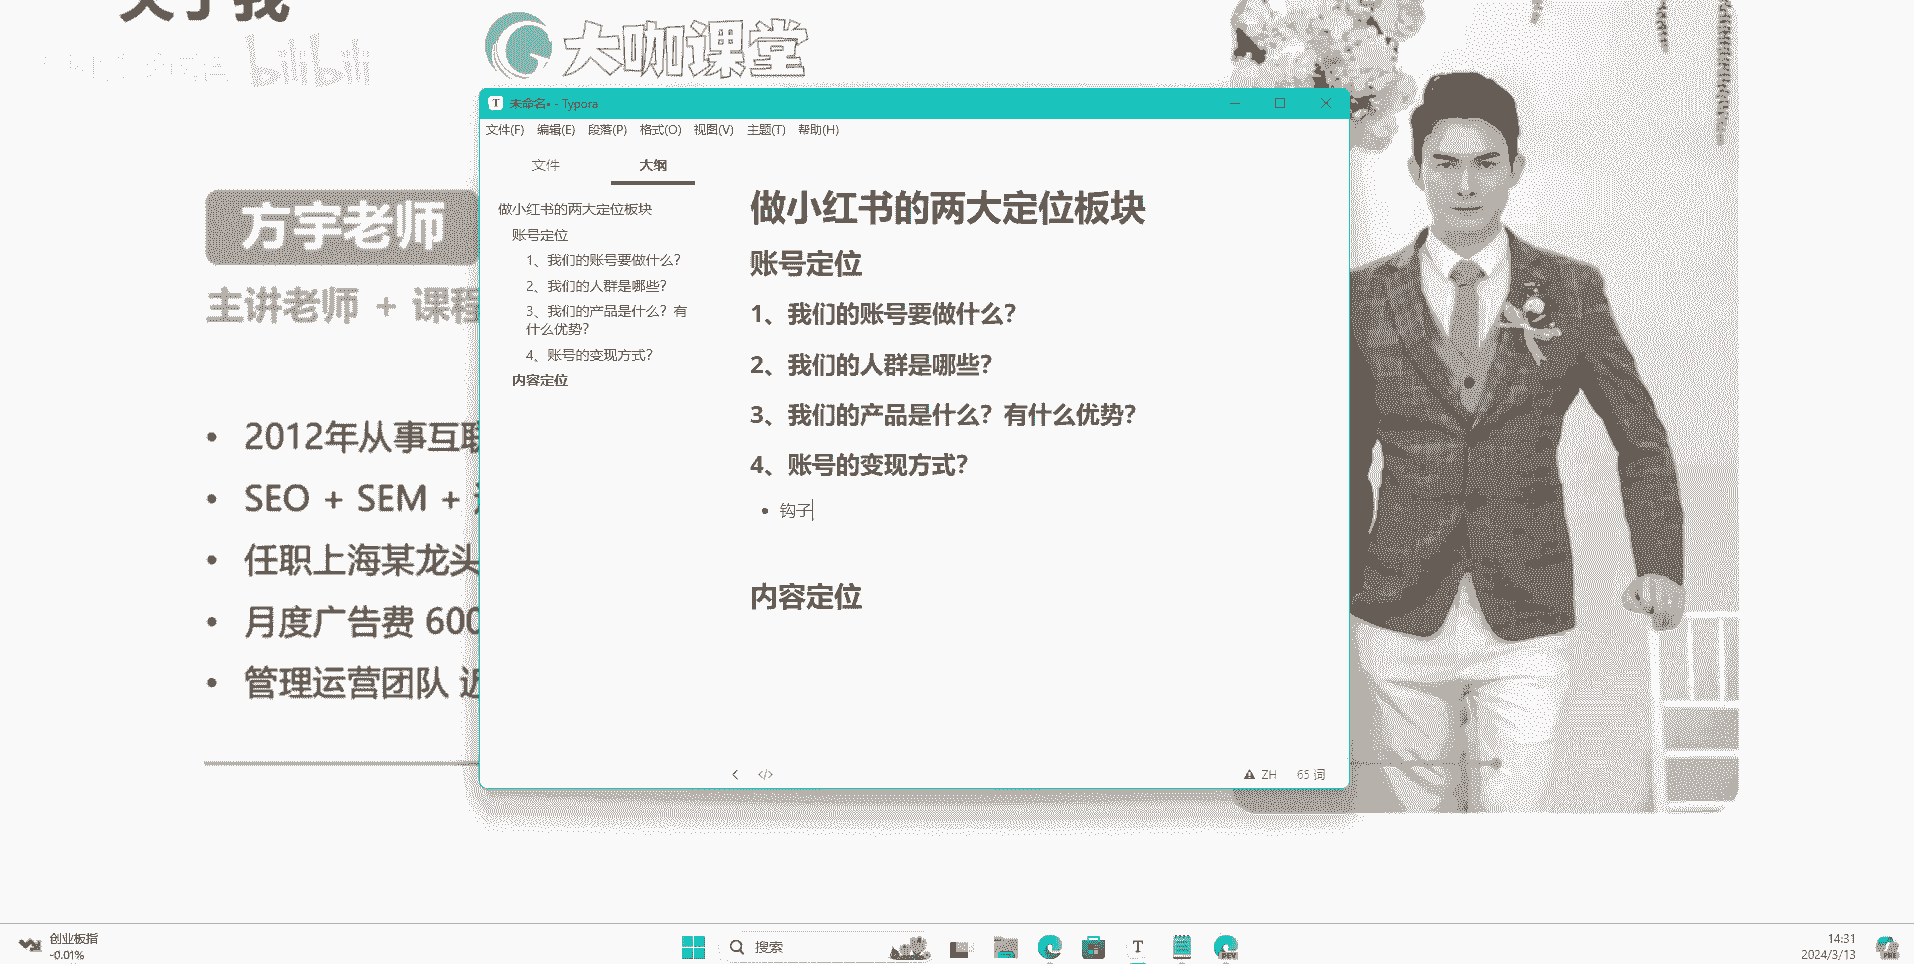 关于我
bilibili
大咖课堂
方宇老师
主讲老师 + 课程
2012年从事互联
SEO + SEM +
任职上海某龙头
月度广告费 600
管理运营团队 近
未命名• - Typora
文件(F) 编辑(E) 段落(P) 格式(O) 视图(V) 主题(T) 帮助(H)
文件 大纲
做小红书的两大定位板块
账号定位
1、我们的账号要做什么？
2、我们的人群是哪些？
3、我们的产品是什么？有
什么优势？
4、账号的变现方式？
内容定位
做小红书的两大定位板块
账号定位
1、我们的账号要做什么？
2、我们的人群是哪些？
3、我们的产品是什么？有什么优势？
4、账号的变现方式？
钩子
内容定位
ZH 65 词
创业板指
-0.01%
搜索
14:31
2024/3/13